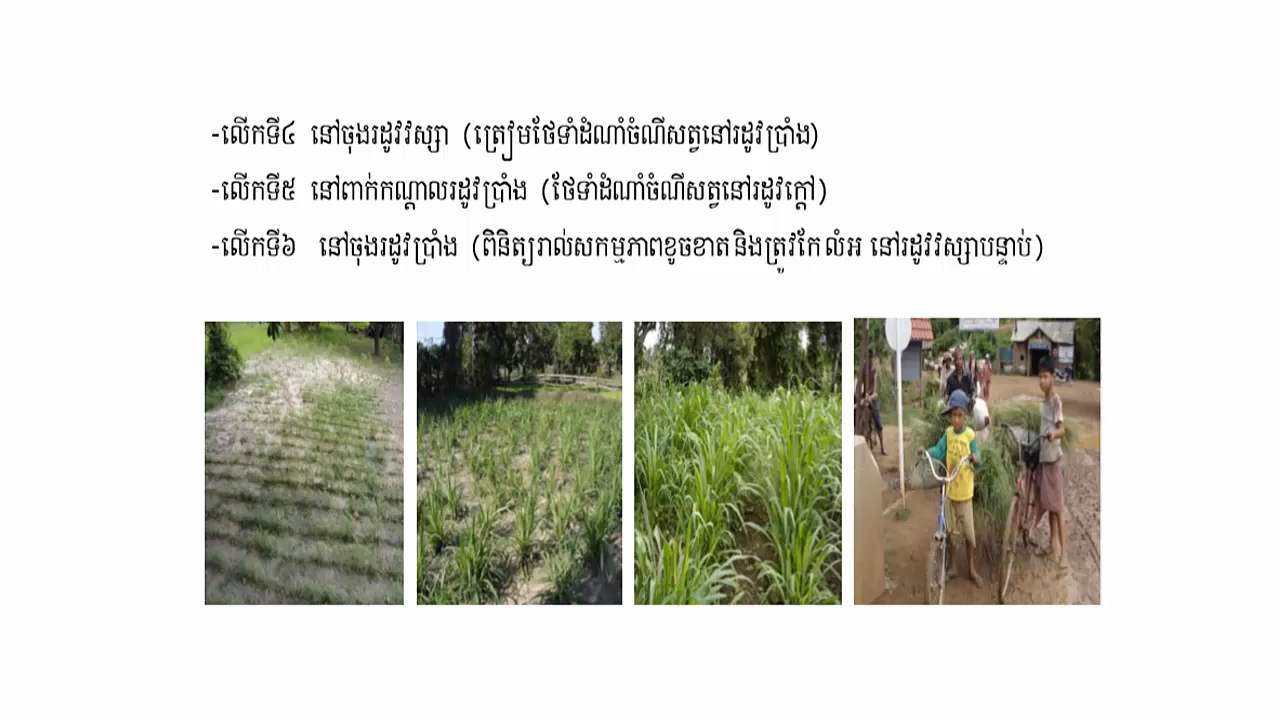 -លើកទី៤ នៅចុងរដូវវស្សា (ត្រៀមថែទាំដំណាំចំណីសត្វនៅរដូវប្រាំង)
-លើកទី៥ នៅពាក់កណ្តាលរដូវប្រាំង (ថែទាំដំណាំចំណីសត្វនៅរដូវក្តៅ)
-លើកទី៦ នៅចុងរដូវប្រាំង (ពិនិត្យរាល់សកម្មភាពខូចខាត និងត្រូវកែ លំអ នៅរដូវវស្សាបន្ទាប់)